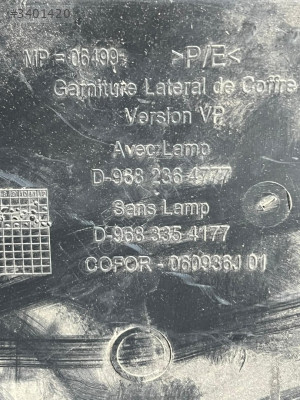 #3401420
MP = 06499 >P/E<
Garniture Lateral de Coffre
Version VP
Avec Lamp
D-968 236 4777
Sans Lamp
D-968 335 4177
COFOR - 060936J 01